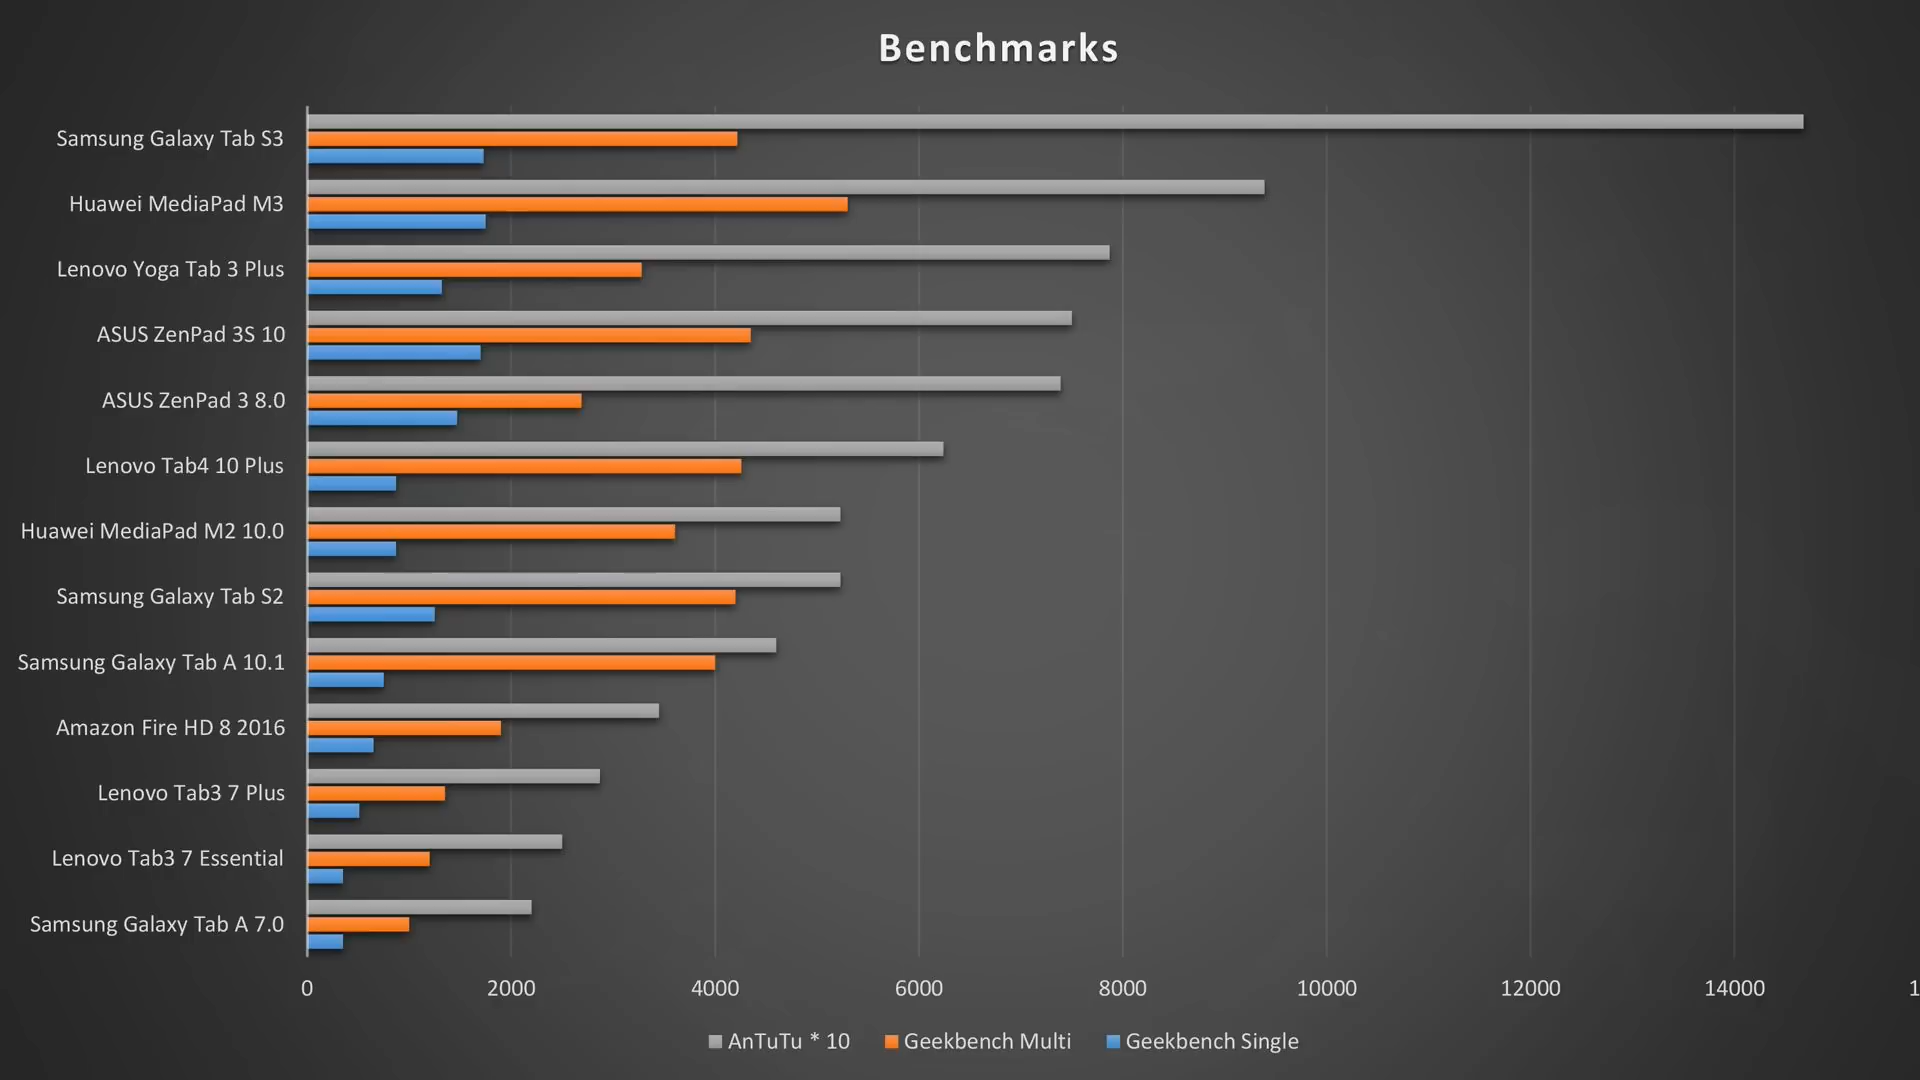 Benchmarks
Samsung Galaxy Tab S3
Huawei MediaPad M3
Lenovo Yoga Tab 3 Plus
ASUS ZenPad 3S 10
ASUS ZenPad 3 8.0
Lenovo Tab4 10 Plus
Huawei MediaPad M2 10.0
Samsung Galaxy Tab S2
Samsung Galaxy Tab A 10.1
Amazon Fire HD 8 2016
Lenovo Tab3 7 Plus
Lenovo Tab3 7 Essential
Samsung Galaxy Tab A 7.0
0 2000 4000 6000 8000 10000 12000 14000
AnTuTu * 10 Geekbench Multi Geekbench Single